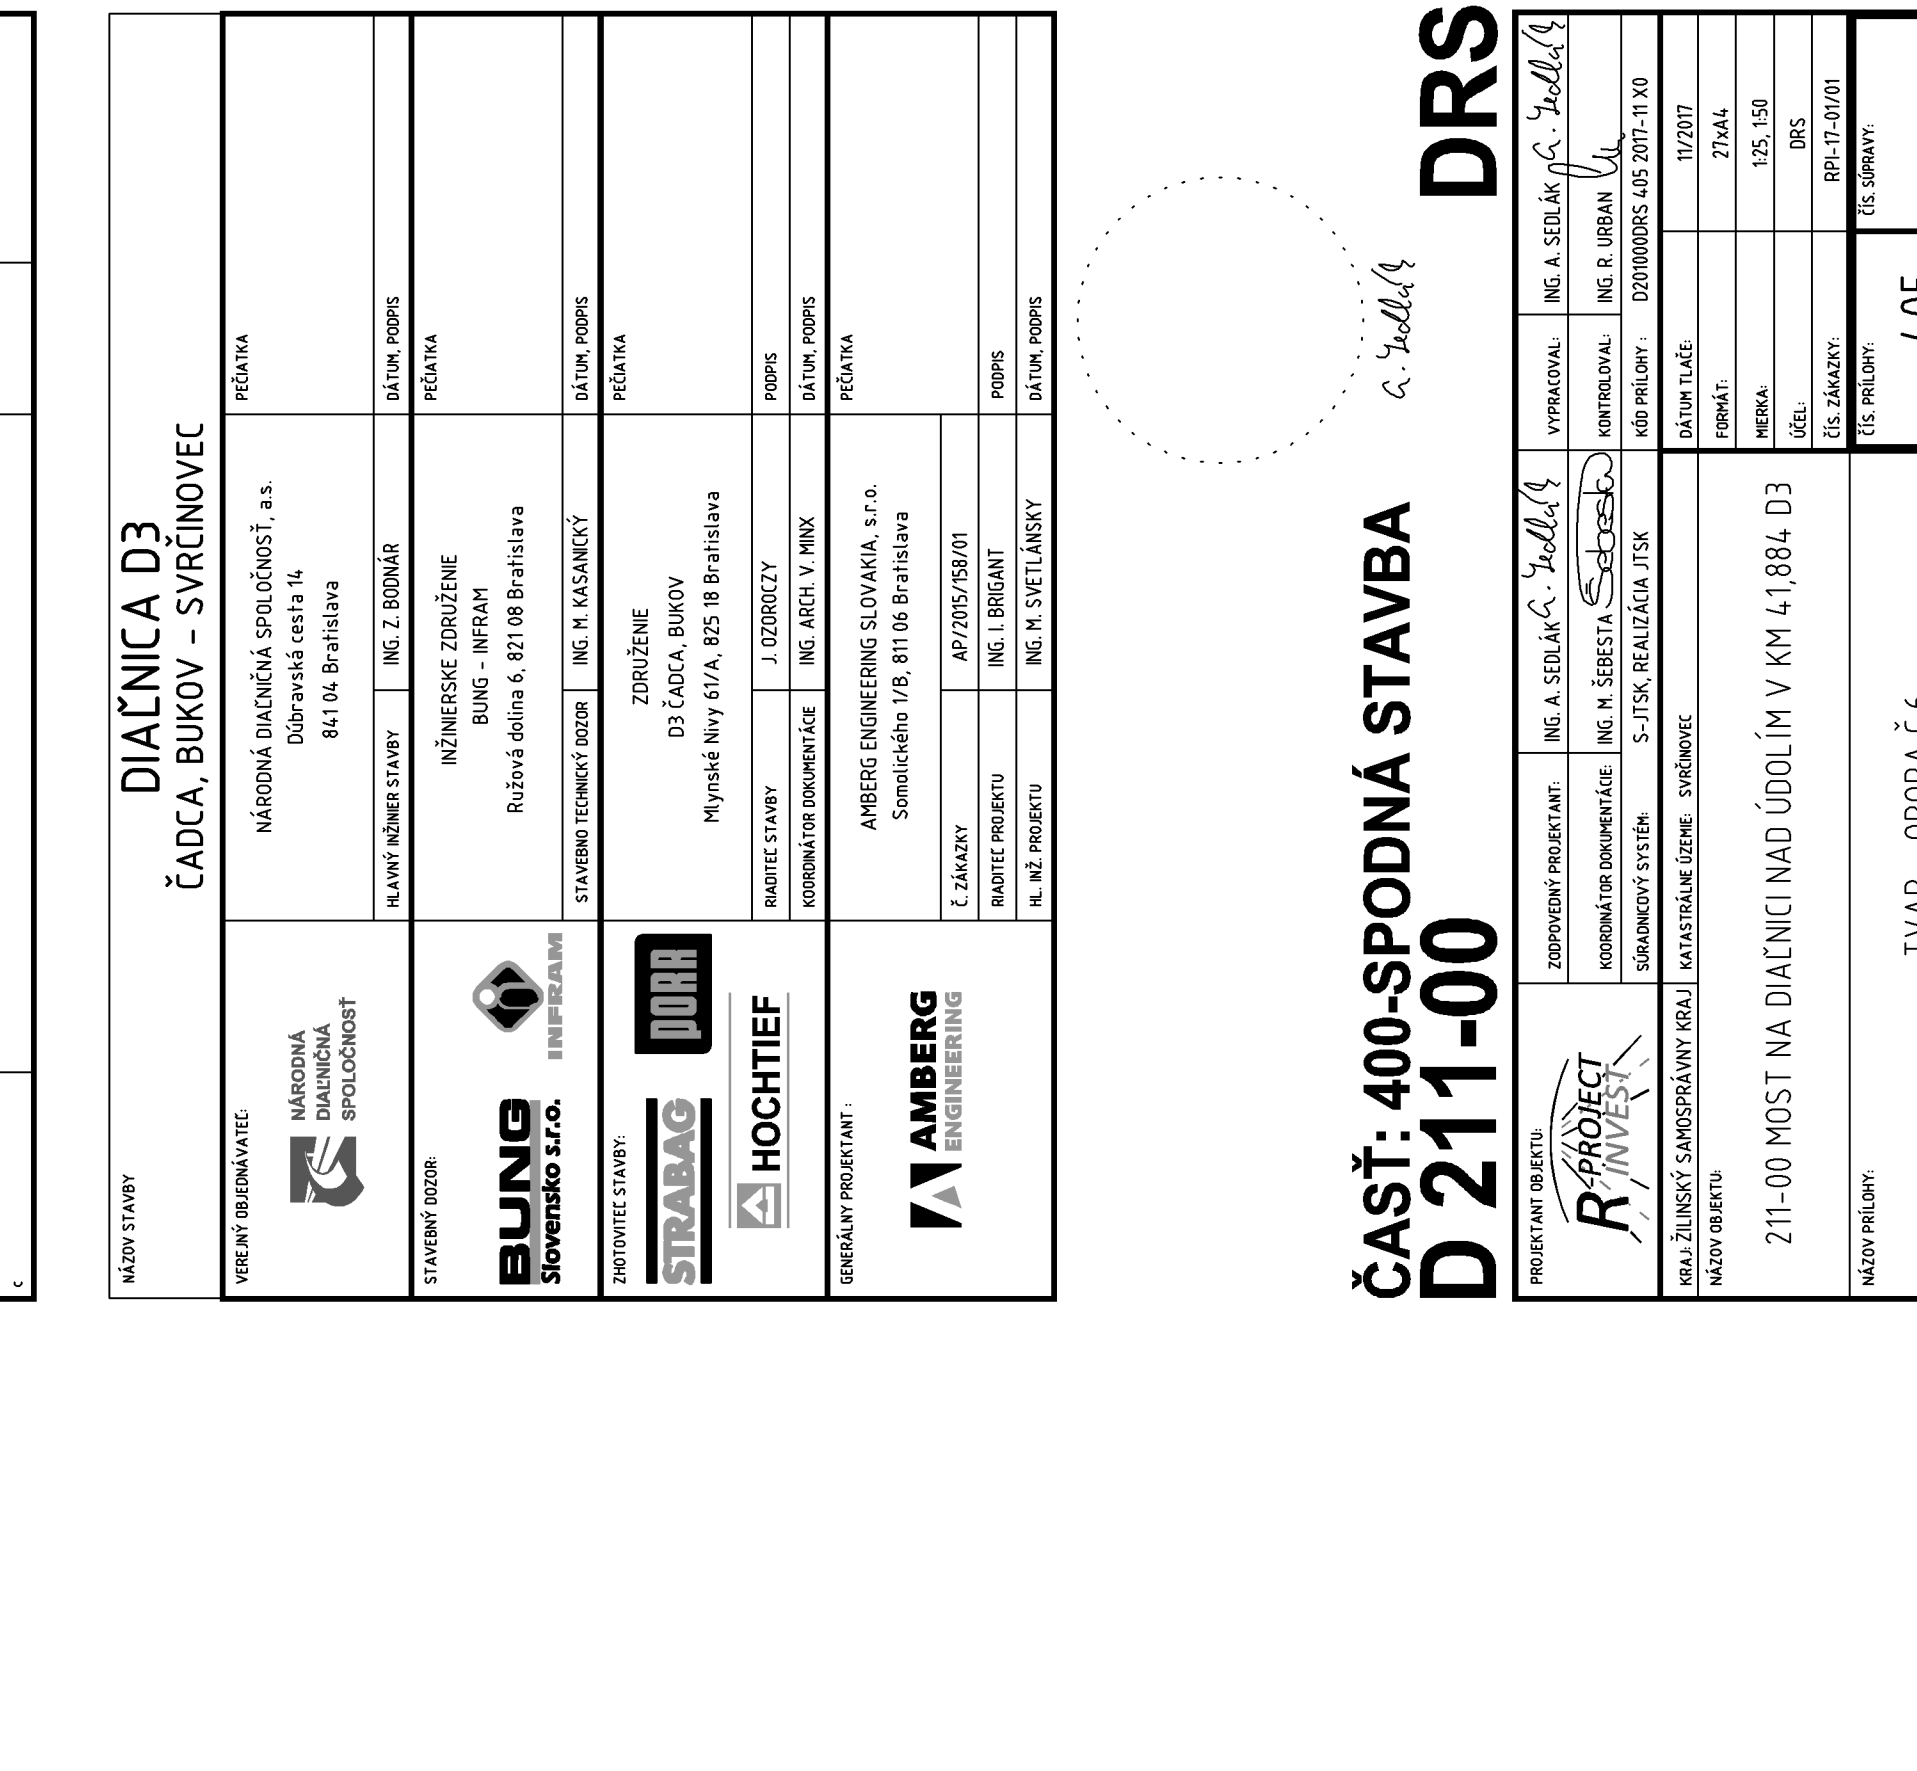 NÁZOV STAVBY
DIAĽNICA D3
ČADCA, BUKOV - SVRČINOVEC
VEREJNÝ OBJEDNÁVATEĽ:
NÁRODNÁ
DIAĽNIČNÁ
SPOLOČNOSŤ
NÁRODNÁ DIAĽNIČNÁ SPOLOČNOSŤ, a.s.
Dúbravská cesta 14
841 04 Bratislava
PEČIATKA
HLAVNÝ INŽINIER STAVBY
ING. Z. BODNÁR
DÁTUM, PODPIS
STAVEBNÝ DOZOR:
BUNG
Slovensko s.r.o.
INFRAM
INŽINIERSKE ZDRUŽENIE
BUNG - INFRAM
Ružová dolina 6, 821 08 Bratislava
PEČIATKA
STAVEBNO TECHNICKÝ DOZOR
ING. M. KASANICKÝ
DÁTUM, PODPIS
ZHOTOVITEĽ STAVBY:
STRABAG
PORR
HOCHTIEF
ZDRUŽENIE
D3 ČADCA, BUKOV
Mlynské Nivy 61/A, 825 18 Bratislava
PEČIATKA
RIADITEĽ STAVBY
J. OZOROCZY
PODPIS
KOORDINÁTOR DOKUMENTÁCIE
ING. ARCH. V. MINX
DÁTUM, PODPIS
GENERÁLNY PROJEKTANT :
AMBERG
ENGINEERING
AMBERG ENGINEERING SLOVAKIA, s.r.o.
Somolického 1/B, 811 06 Bratislava
PEČIATKA
Č. ZÁKAZKY
AP/2015/158/01
RIADITEĽ PROJEKTU
ING. I. BRIGANT
PODPIS
HL. INŽ. PROJEKTU
ING. M. SVETLÁNSKY
DÁTUM, PODPIS
A. Sedlák
ČASŤ: 400-SPODNÁ STAVBA
D 211-00
DRS
PROJEKTANT OBJEKTU:
R-PROJECT
INVEST
ZODPOVEDNÝ PROJEKTANT:
ING. A. SEDLÁK A. Sedlák
VYPRACOVAL:
ING. A. SEDLÁK A. Sedlák
KOORDINÁTOR DOKUMENTÁCIE:
ING. M. ŠEBESTA Šebesta
KONTROLOVAL:
ING. R. URBAN
SÚRADNICOVÝ SYSTÉM:
S-JTSK, REALIZÁCIA JTSK
KÓD PRÍLOHY :
D201000DRS 405 2017-11 X0
KRAJ: ŽILINSKÝ SAMOSPRÁVNY KRAJ
KATASTRÁLNE ÚZEMIE: SVRČINOVEC
DÁTUM TLAČE:
11/2017
NÁZOV OBJEKTU:
211-00 MOST NA DIAĽNICI NAD ÚDOLÍM V KM 41,884 D3
FORMÁT:
27xA4
MIERKA:
1:25, 1:50
ÚČEL:
DRS
ČÍS. ZÁKAZKY:
RPI-17-01/01
NÁZOV PRÍLOHY:
ČÍS. PRÍLOHY:
ČÍS. SÚPRAVY: